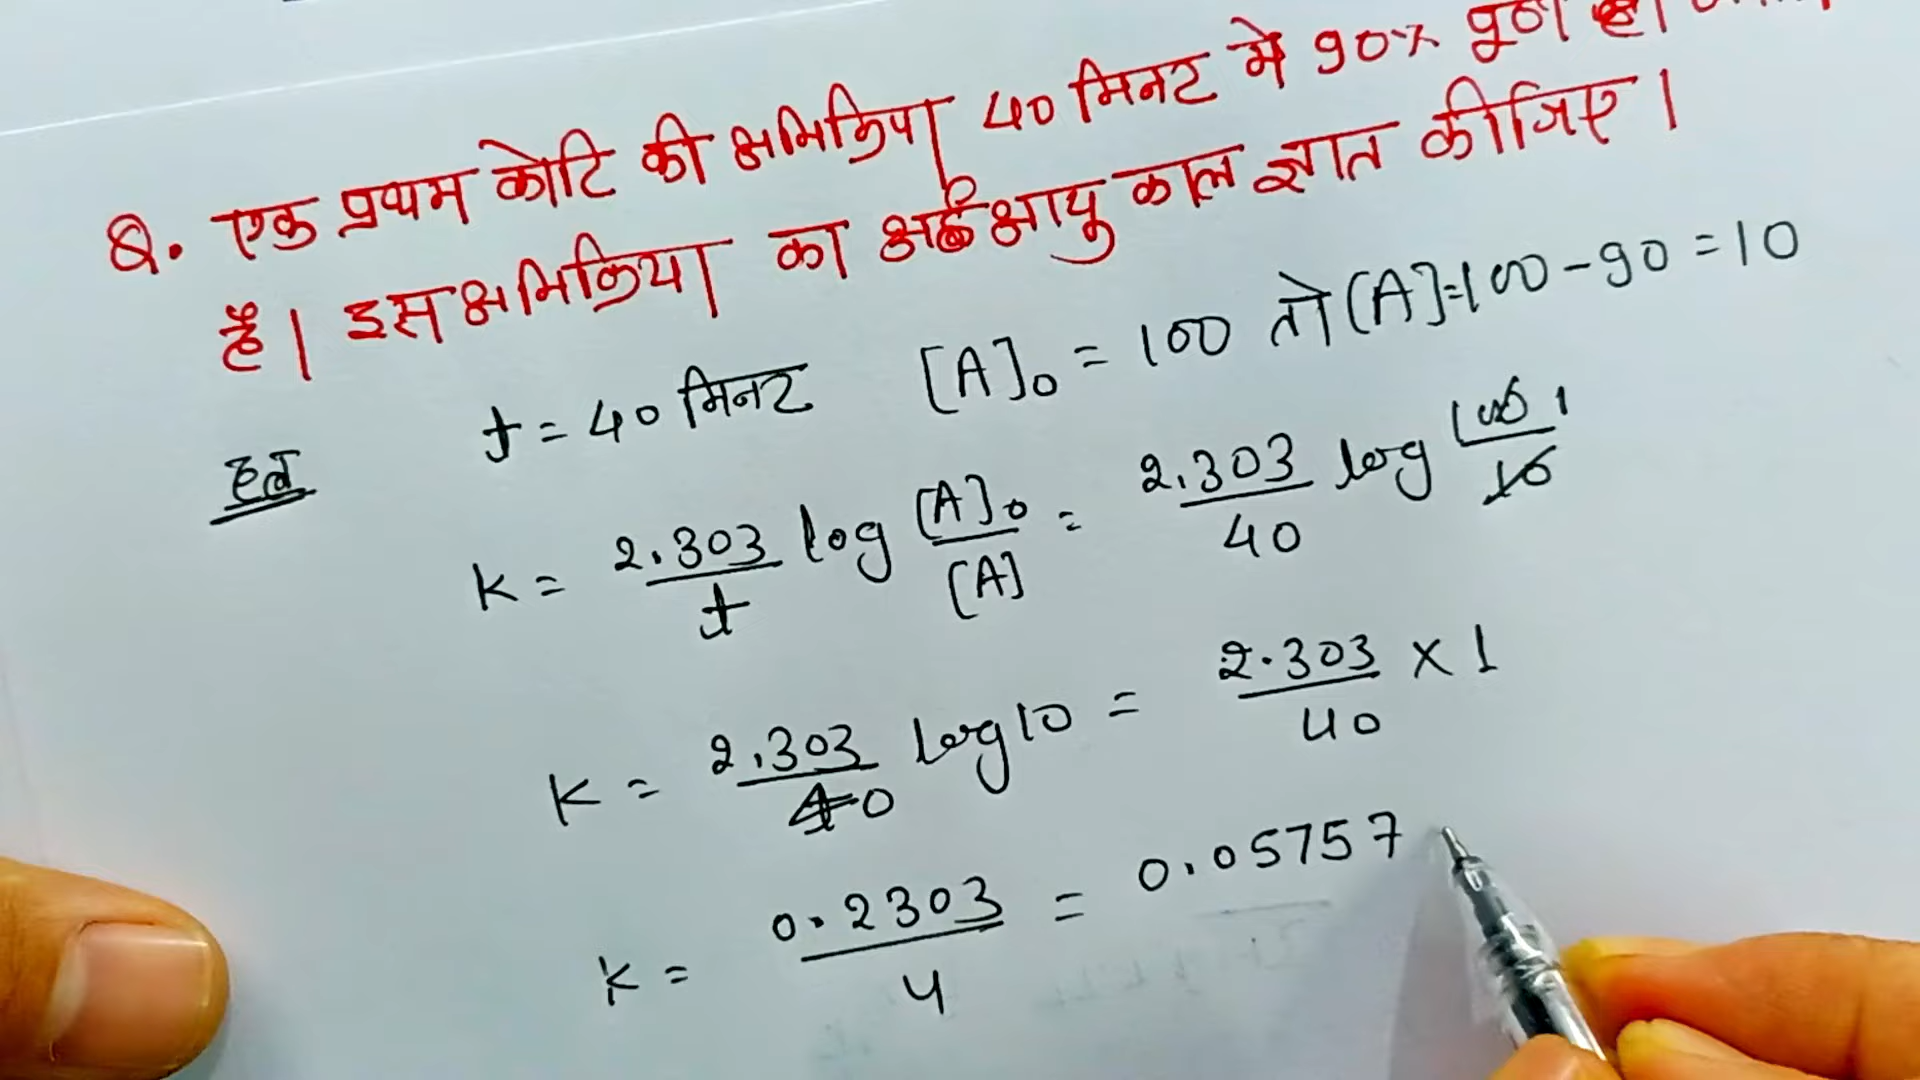 Q. एक प्रथम कोटि की अभिक्रिया 40 मिनट मे 90% पूर्ण हो
है। इस अभिक्रिया का अर्द्धआयु काल ज्ञात कीजिए।
हल t = 40 मिनट [A]₀ = 100 तो [A] = 100 - 90 = 10
K = 2.303/t log [A]₀/[A] = 2.303/40 log 100/10
K = 2.303/40 log 10 = 2.303/40 × 1
K = 0.2303/4 = 0.05757